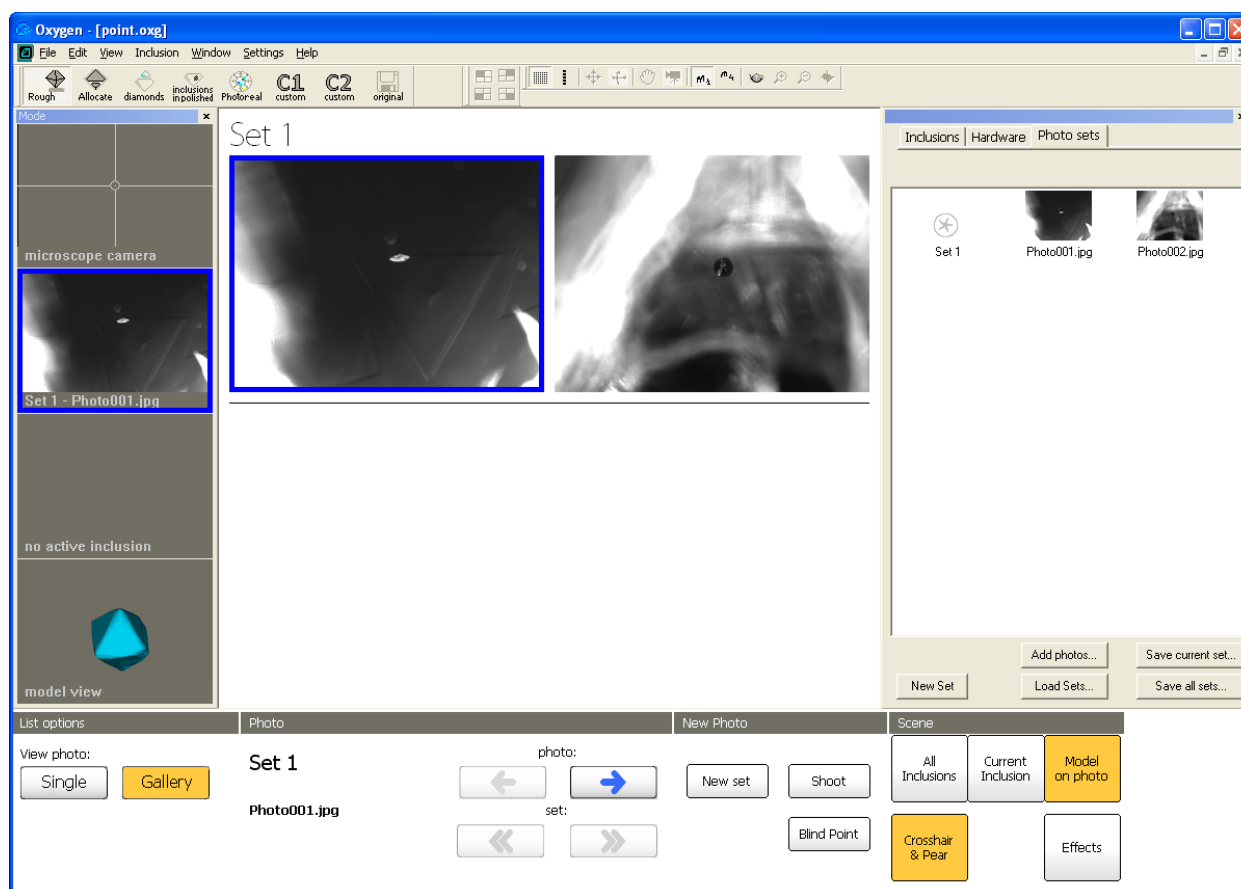 Oxygen - [point.oxg]
File Edit View Inclusion Window Settings Help
Rough Allocate diamonds inclusions in polished Photoreal C1 custom C2 custom original
Mode
microscope camera
Set 1 - Photo001.jpg
no active inclusion
model view
Set 1
Inclusions Hardware Photo sets
Set 1 Photo001.jpg Photo002.jpg
Add photos... Save current set...
New Set Load Sets... Save all sets...
List options Photo New Photo Scene
View photo:
Single Gallery
Set 1
Photo001.jpg
photo:
set:
New set Shoot
Blind Point
All Inclusions Current Inclusion Model on photo
Crosshair & Pear Effects